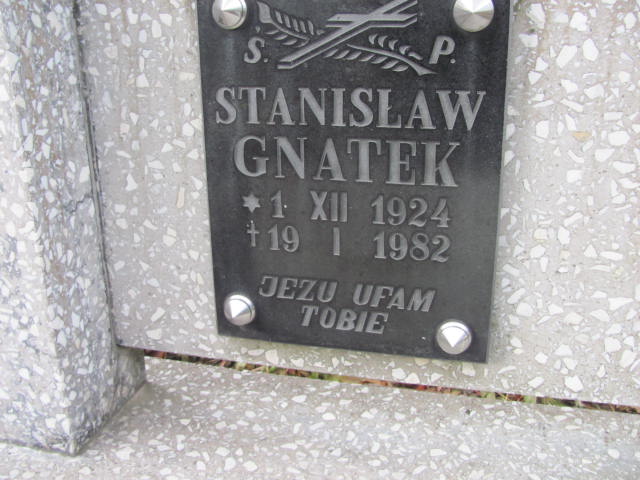 Ś. P.
STANISŁAW
GNATEK
* 1 XII 1924
† 19 I 1982
JEZU UFAM
TOBIE